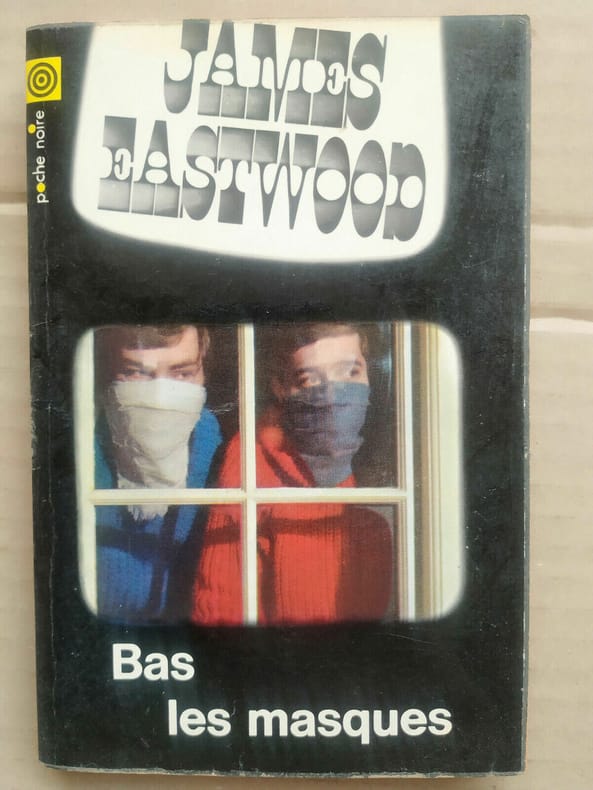 JAMES
EASTWOOD
poche noire
Bas
les masques